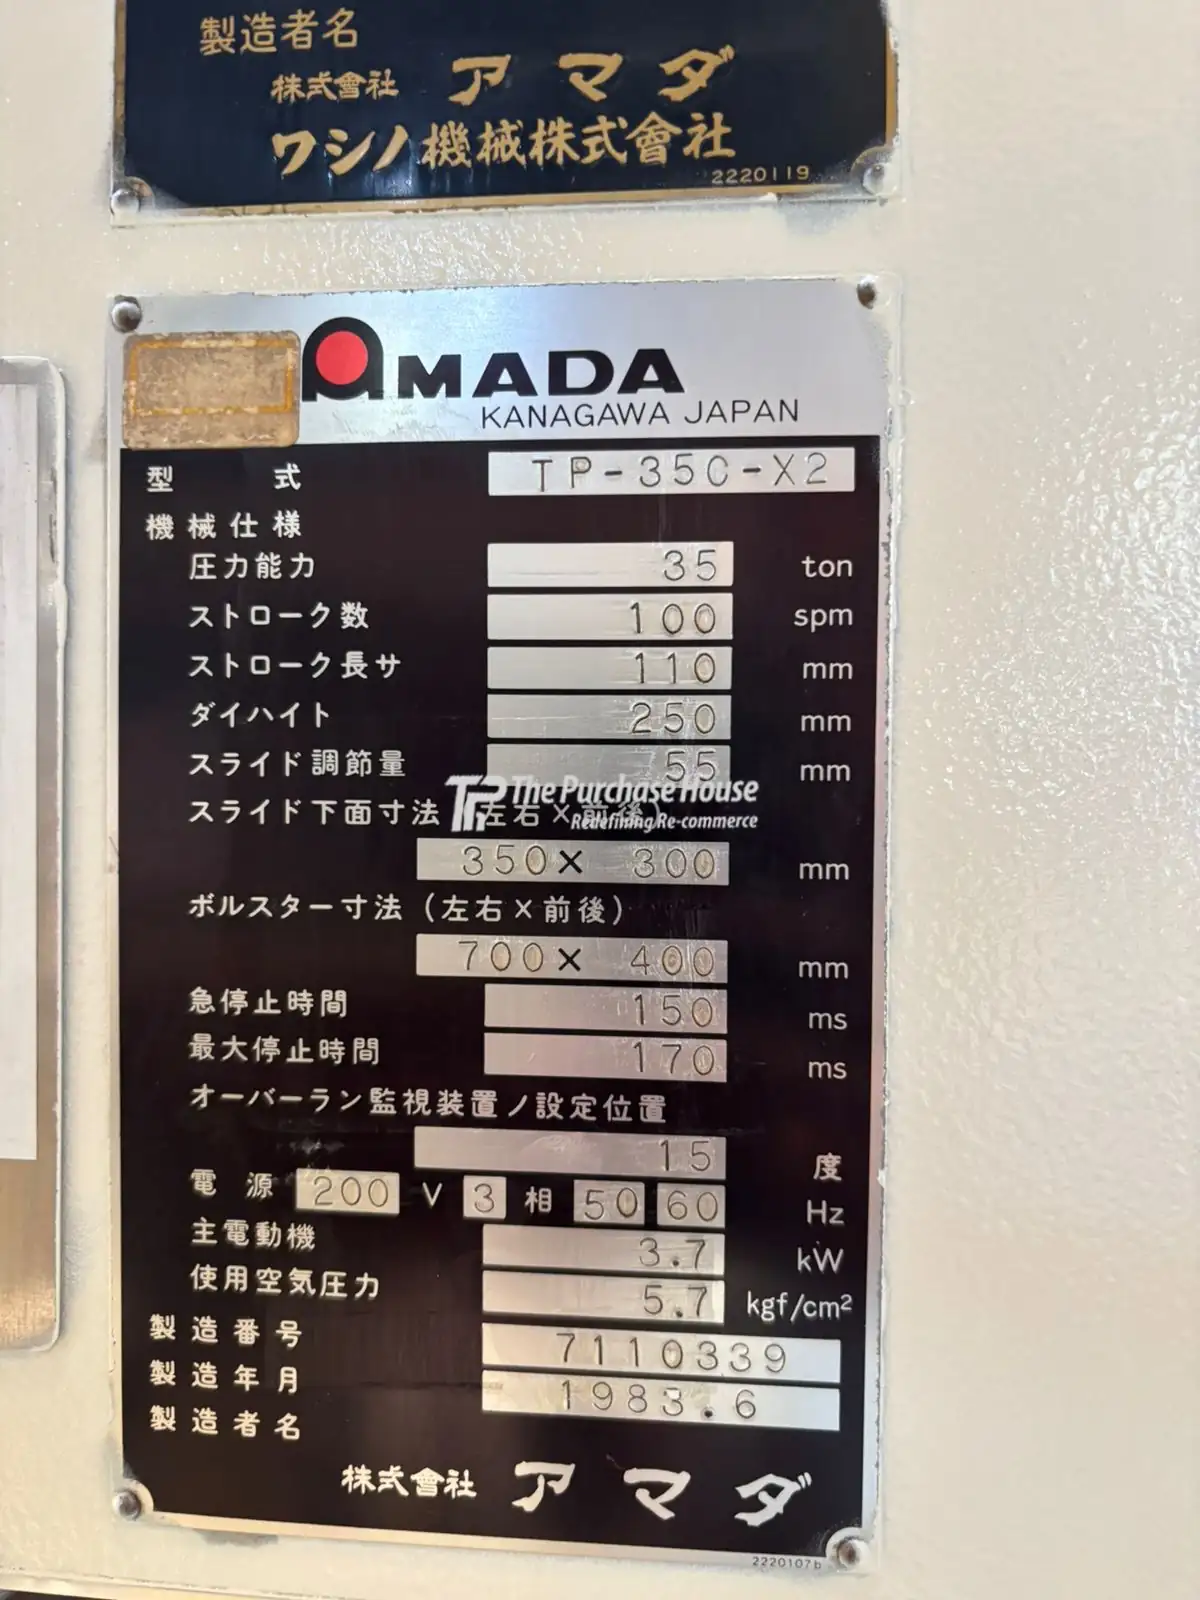 製造者名
株式會社 アマダ
ワシノ機械株式會社
2220119
AMADA
KANAGAWA JAPAN
型式 TP-35C-X2
機械仕様
圧力能力 35 ton
ストローク数 100 spm
ストローク長サ 110 mm
ダイハイト 250 mm
スライド調節量 55 mm
The Purchase House
スライド下面寸法(左右×前後)
Redefining Re-commerce
350× 300 mm
ボルスター寸法(左右×前後)
700× 400 mm
急停止時間 150 ms
最大停止時間 170 ms
オーバーラン監視装置ノ設定位置
15 度
電源 200 V 3 相 50 60 Hz
主電動機 3.7 kW
使用空気圧力 5.7 kgf/cm²
製造番号 7110339
製造年月 1983.6
製造者名
株式會社 アマダ
2220107b